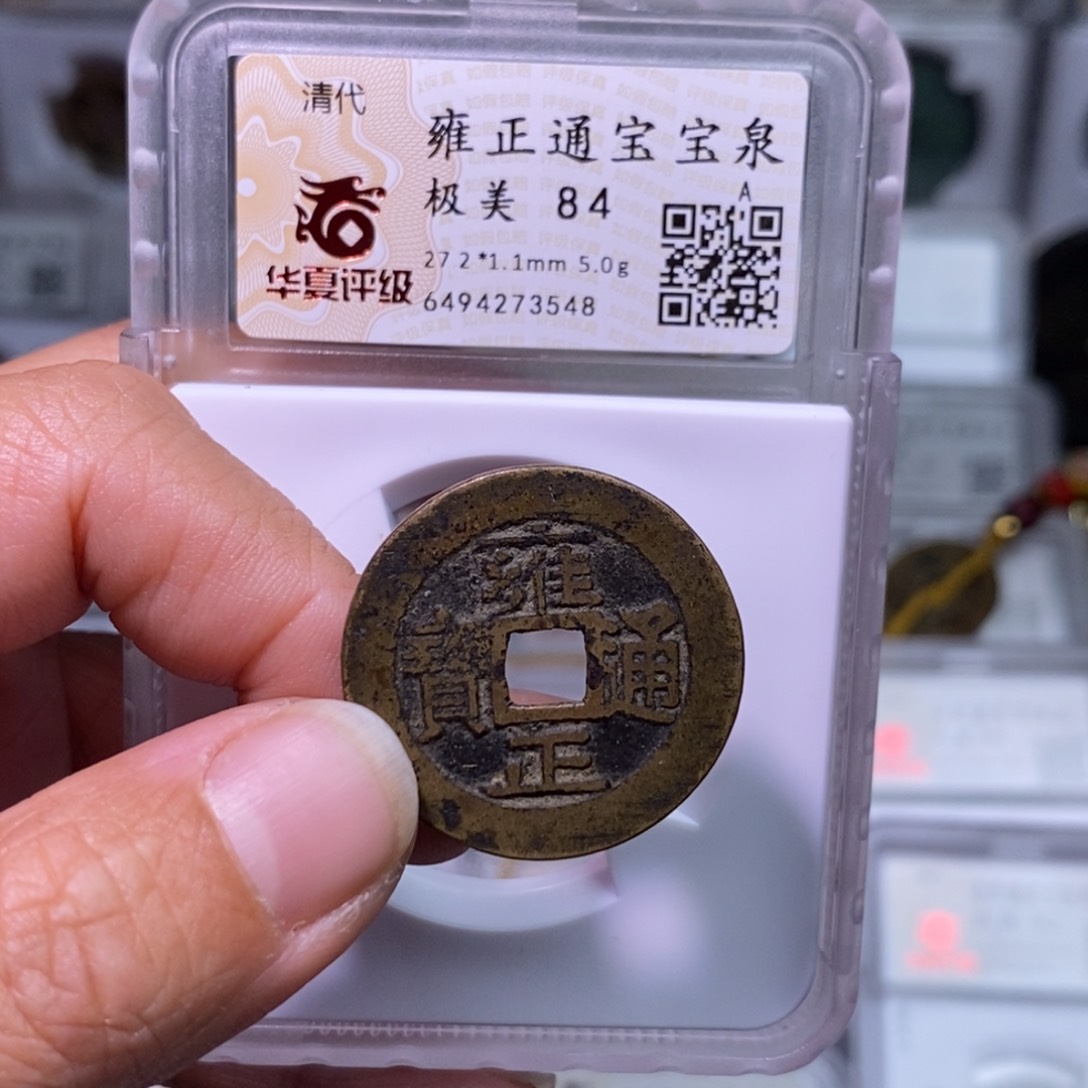 清代
雍正通宝宝泉
极美 84
A
27 2*1.1mm 5.0g
6494273548
华夏评级
雍正通寶